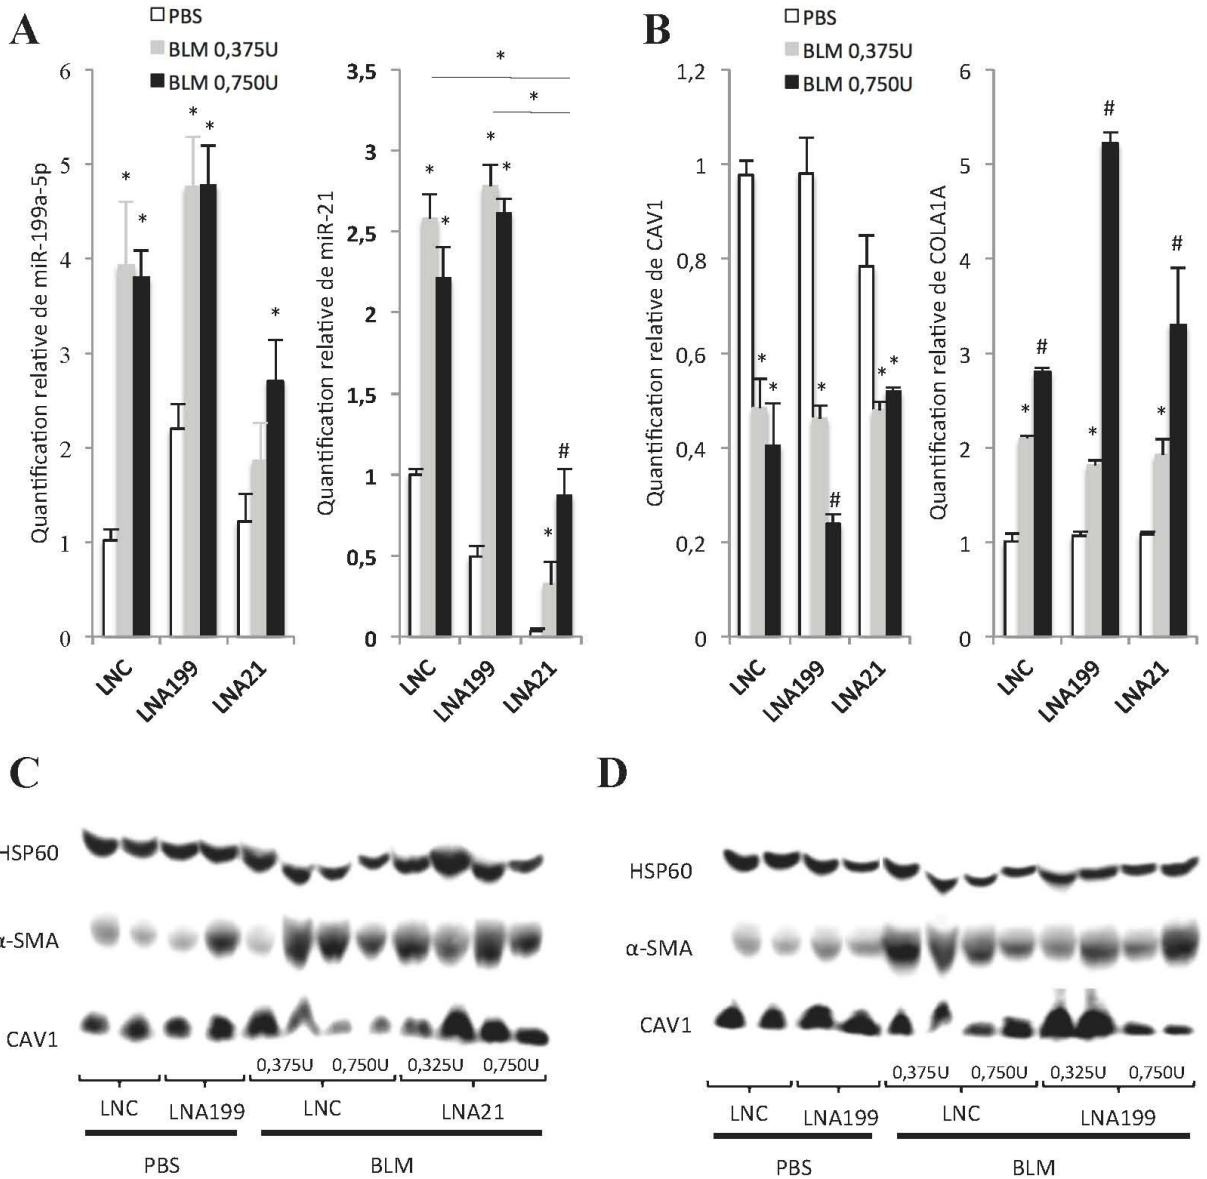 A
PBS
BLM 0,375U
BLM 0,750U
Quantification relative de miR-199a-5p
6
5
4
3
2
1
0
* * * * *
LNC LNA199 LNA21
Quantification relative de miR-21
3,5
3
2,5
2
1,5
1
0,5
0
*
*
* * * * * #
LNC LNA199 LNA21
B
PBS
BLM 0,375U
BLM 0,750U
Quantification relative de CAV1
1,2
1
0,8
0,6
0,4
0,2
0
* * * # * *
LNC LNA199 LNA21
Quantification relative de COLA1A
6
5
4
3
2
1
0
* # * # * #
LNC LNA199 LNA21
C
HSP60
α-SMA
CAV1
0,375U 0,750U 0,325U 0,750U
LNC LNA199 LNC LNA21
PBS BLM
D
HSP60
α-SMA
CAV1
0,375U 0,750U 0,325U 0,750U
LNC LNA199 LNC LNA199
PBS BLM